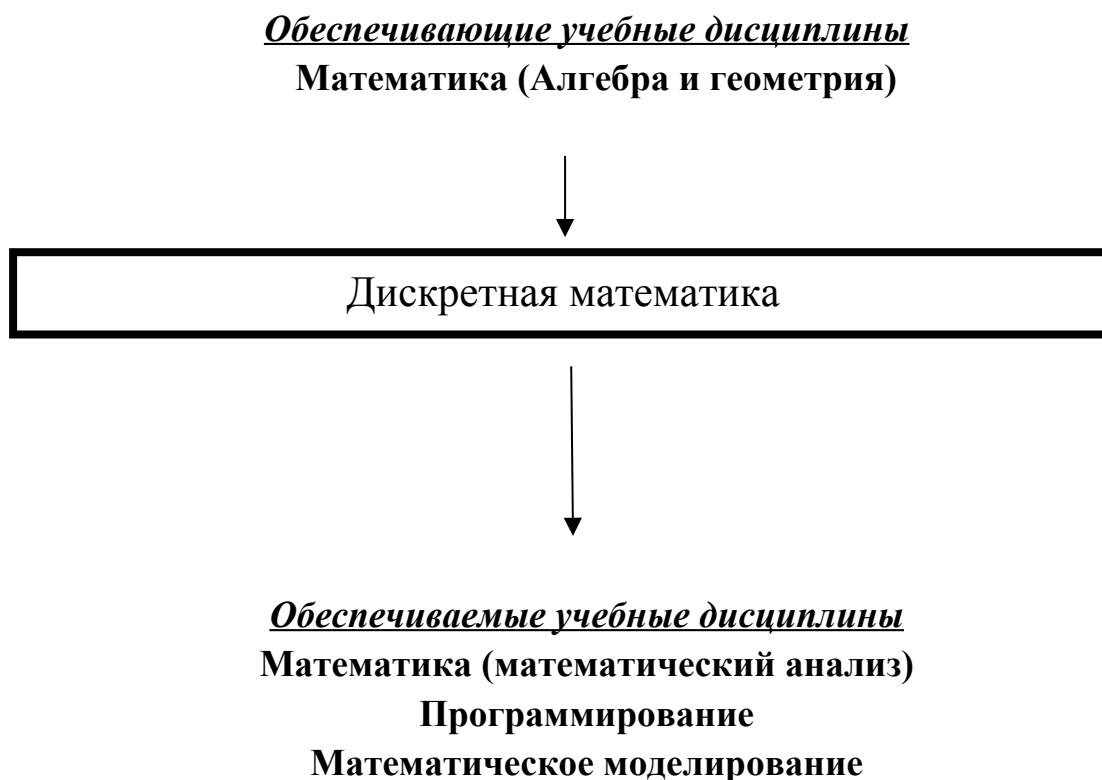 Обеспечивающие учебные дисциплины
Математика (Алгебра и геометрия)
Дискретная математика
Обеспечиваемые учебные дисциплины
Математика (математический анализ)
Программирование
Математическое моделирование